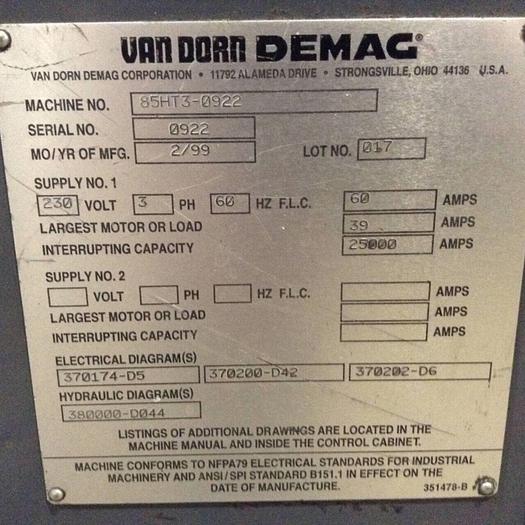 VAN DORN DEMAG®
VAN DORN DEMAG CORPORATION • 11792 ALAMEDA DRIVE • STRONGSVILLE, OHIO 44136 U.S.A.
MACHINE NO. 85HT3-0922
SERIAL NO. 0922
MO/YR OF MFG. 2/99 LOT NO. 017
SUPPLY NO. 1
230 VOLT 3 PH 60 HZ F.L.C. 60 AMPS
LARGEST MOTOR OR LOAD 39 AMPS
INTERRUPTING CAPACITY 25000 AMPS
SUPPLY NO. 2
VOLT PH HZ F.L.C. AMPS
LARGEST MOTOR OR LOAD AMPS
INTERRUPTING CAPACITY AMPS
ELECTRICAL DIAGRAM(S)
370174-D5 370200-D42 370202-D6
HYDRAULIC DIAGRAM(S)
380000-D044
LISTINGS OF ADDITIONAL DRAWINGS ARE LOCATED IN THE
MACHINE MANUAL AND INSIDE THE CONTROL CABINET.
MACHINE CONFORMS TO NFPA79 ELECTRICAL STANDARDS FOR INDUSTRIAL
MACHINERY AND ANSI/SPI STANDARD B151.1 IN EFFECT ON THE
DATE OF MANUFACTURE. 351478-B